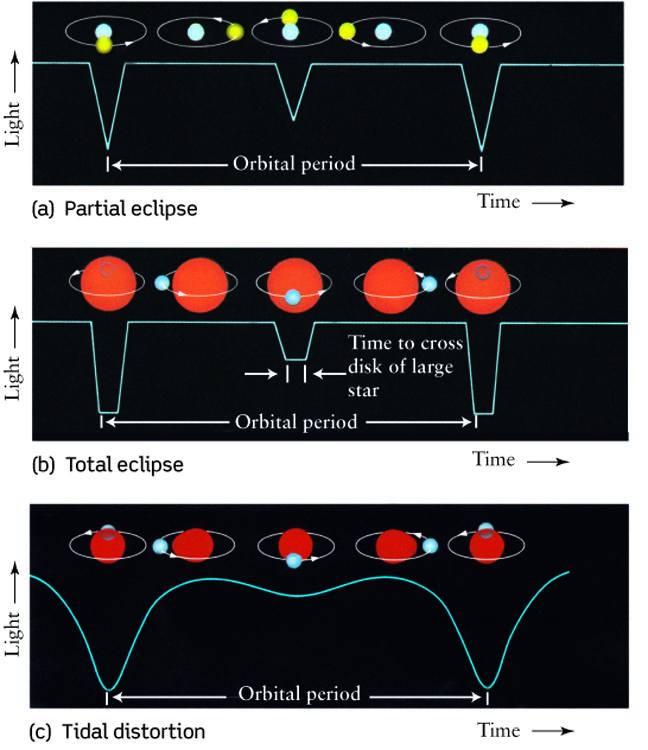 Light
Orbital period
Time
(a) Partial eclipse
Light
Time to cross
disk of large
star
Orbital period
Time
(b) Total eclipse
Light
Orbital period
Time
(c) Tidal distortion